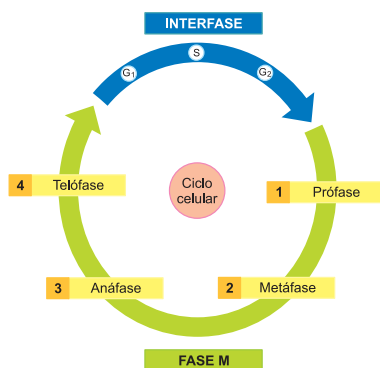 INTERFASE
G1
S
G2
Ciclo
celular
1 Prófase
2 Metáfase
3 Anáfase
4 Telófase
FASE M